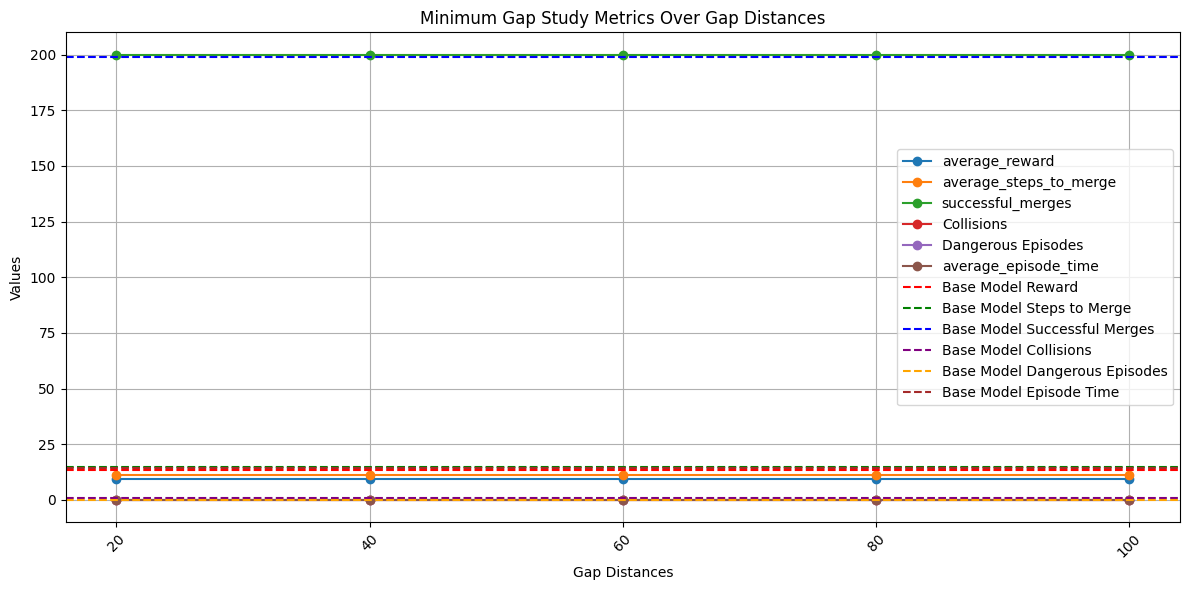 Minimum Gap Study Metrics Over Gap Distances
200
175
150
125
100
75
50
25
0
Values
average_reward
average_steps_to_merge
successful_merges
Collisions
Dangerous Episodes
average_episode_time
Base Model Reward
Base Model Steps to Merge
Base Model Successful Merges
Base Model Collisions
Base Model Dangerous Episodes
Base Model Episode Time
20
40
60
80
100
Gap Distances